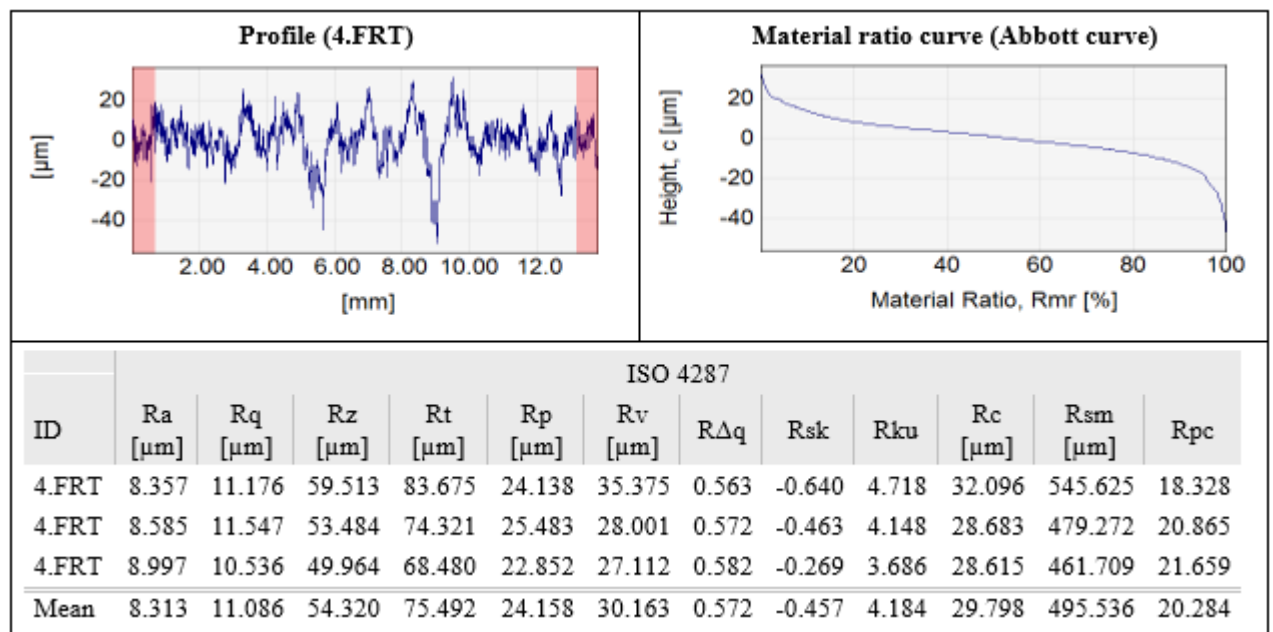 Profile (4.FRT)
[µm]
20
0
-20
-40
2.00 4.00 6.00 8.00 10.00 12.0
[mm]
Material ratio curve (Abbott curve)
Height, c [µm]
20
0
-20
-40
20 40 60 80 100
Material Ratio, Rmr [%]
ISO 4287
ID Ra [µm] Rq [µm] Rz [µm] Rt [µm] Rp [µm] Rv [µm] RΔq Rsk Rku Rc [µm] Rsm [µm] Rpc
4.FRT 8.357 11.176 59.513 83.675 24.138 35.375 0.563 -0.640 4.718 32.096 545.625 18.328
4.FRT 8.585 11.547 53.484 74.321 25.483 28.001 0.572 -0.463 4.148 28.683 479.272 20.865
4.FRT 8.997 10.536 49.964 68.480 22.852 27.112 0.582 -0.269 3.686 28.615 461.709 21.659
Mean 8.313 11.086 54.320 75.492 24.158 30.163 0.572 -0.457 4.184 29.798 495.536 20.284